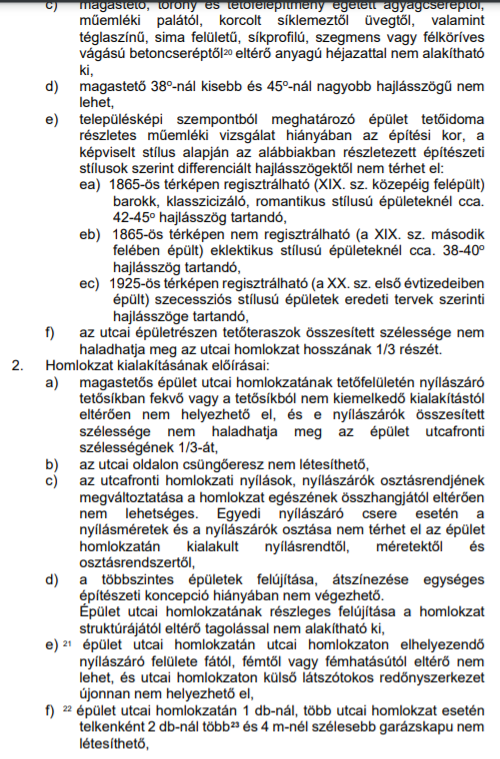 c) magastető, torony és tetőfelépítmény égetett agyagcseréptől,
műemléki palától, korcolt síklemeztől üvegtől, valamint
téglaszínű, sima felületű, síkprofilú, szegmens vagy félköríves
vágású betoncseréptől20 eltérő anyagú héjazattal nem alakítható
ki,
d) magastető 38º-nál kisebb és 45º-nál nagyobb hajlásszögű nem
lehet,
e) településképi szempontból meghatározó épület tetőidoma
részletes műemléki vizsgálat hiányában az építési kor, a
képviselt stílus alapján az alábbiakban részletezett építészeti
stílusok szerint differenciált hajlásszögektől nem térhet el:
ea) 1865-ös térképen regisztrálható (XIX. sz. közepéig felépült)
barokk, klasszicizáló, romantikus stílusú épületeknél cca.
42-45º hajlásszög tartandó,
eb) 1865-ös térképen nem regisztrálható (a XIX. sz. második
felében épült) eklektikus stílusú épületeknél cca. 38-40º
hajlásszög tartandó,
ec) 1925-ös térképen regisztrálható (a XX. sz. első évtizedeiben
épült) szecessziós stílusú épületek eredeti tervek szerinti
hajlásszöge tartandó,
f) az utcai épületrészen tetőteraszok összesített szélessége nem
haladhatja meg az utcai homlokzat hosszának 1/3 részét.
2. Homlokzat kialakításának előírásai:
a) magastetős épület utcai homlokzatának tetőfelületén nyílászáró
tetősíkban fekvő vagy a tetősíkból nem kiemelkedő kialakítástól
eltérően nem helyezhető el, és e nyílászárók összesített
szélessége nem haladhatja meg az épület utcafronti
szélességének 1/3-át,
b) az utcai oldalon csüngőeresz nem létesíthető,
c) az utcafronti homlokzati nyílások, nyílászárók osztásrendjének
megváltoztatása a homlokzat egészének összhangjától eltérően
nem lehetséges. Egyedi nyílászáró csere esetén a
nyílásméretek és a nyílászárók osztása nem térhet el az épület
homlokzatán kialakult nyílásrendtől, méretektől és
osztásrendszertől,
d) a többszintes épületek felújítása, átszínezése egységes
építészeti koncepció hiányában nem végezhető.
Épület utcai homlokzatának részleges felújítása a homlokzat
struktúrájától eltérő tagolással nem alakítható ki,
e) 21 épület utcai homlokzatán utcai homlokzaton elhelyezendő
nyílászáró felülete fától, fémtől vagy fémhatásútól eltérő nem
lehet, és utcai homlokzaton külső látszótokos redőnyszerkezet
újonnan nem helyezhető el,
f) 22 épület utcai homlokzatán 1 db-nál, több utcai homlokzat esetén
telkenként 2 db-nál több23 és 4 m-nél szélesebb garázskapu nem
létesíthető,